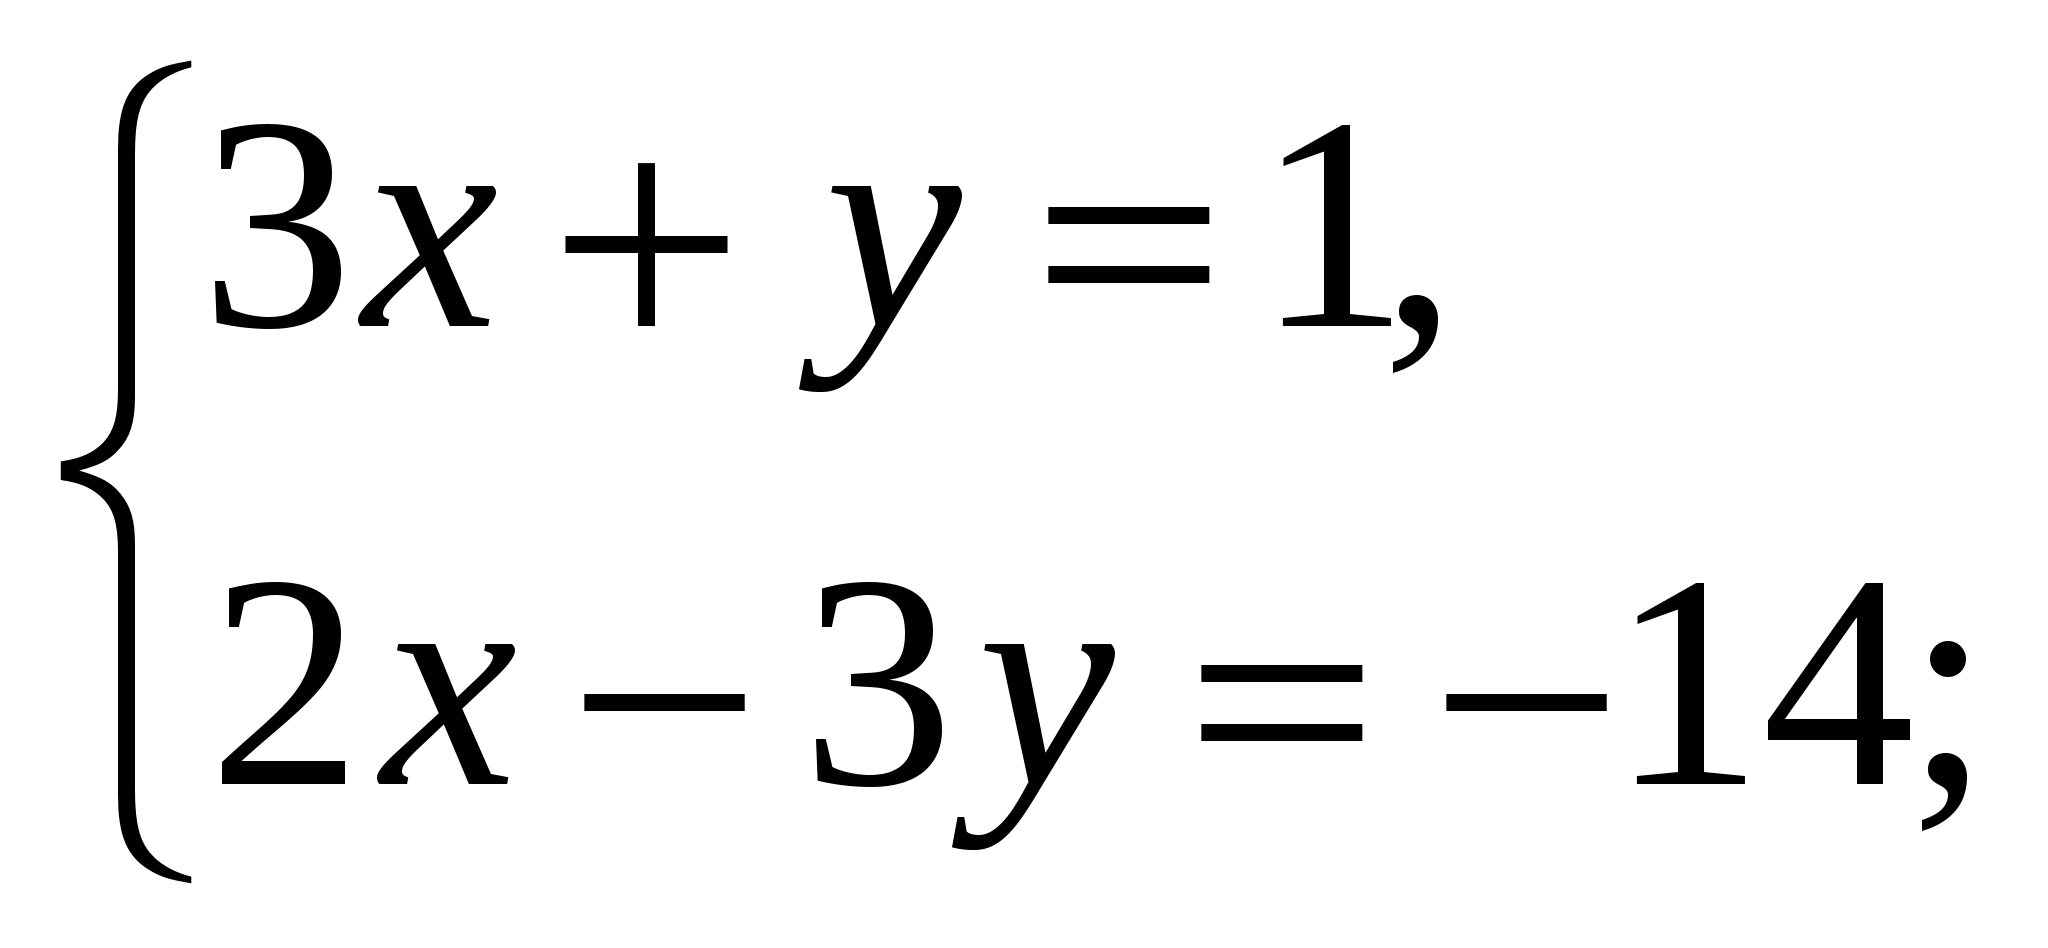 3x + y = 1,
2x − 3y = −14;